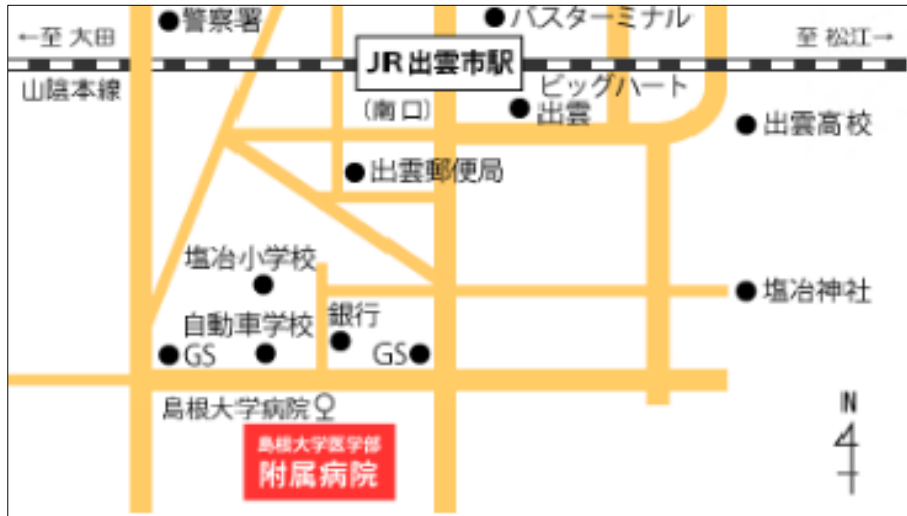 ←至 大田
●警察署
●バスターミナル
至 松江→
JR出雲市駅
山陰本線
(南口)
●ビッグハート
出雲
●出雲高校
●出雲郵便局
塩冶小学校
●塩冶神社
自動車学校
銀行
●GS
GS●
島根大学病院
島根大学医学部
附属病院
N